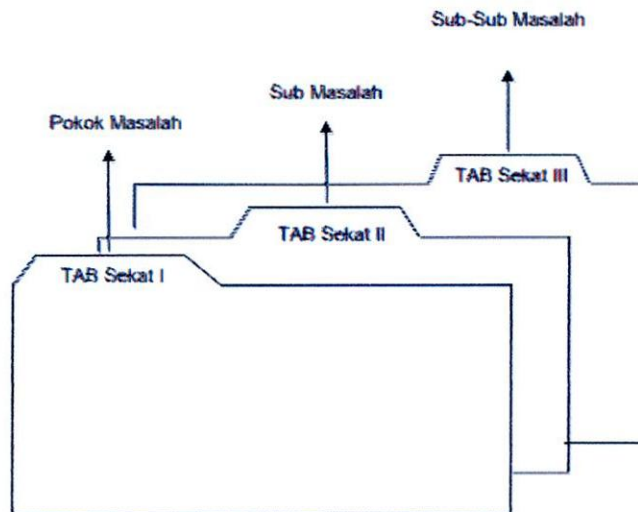 Sub-Sub Masalah
Sub Masalah
Pokok Masalah
TAB Sekat III
TAB Sekat II
TAB Sekat I